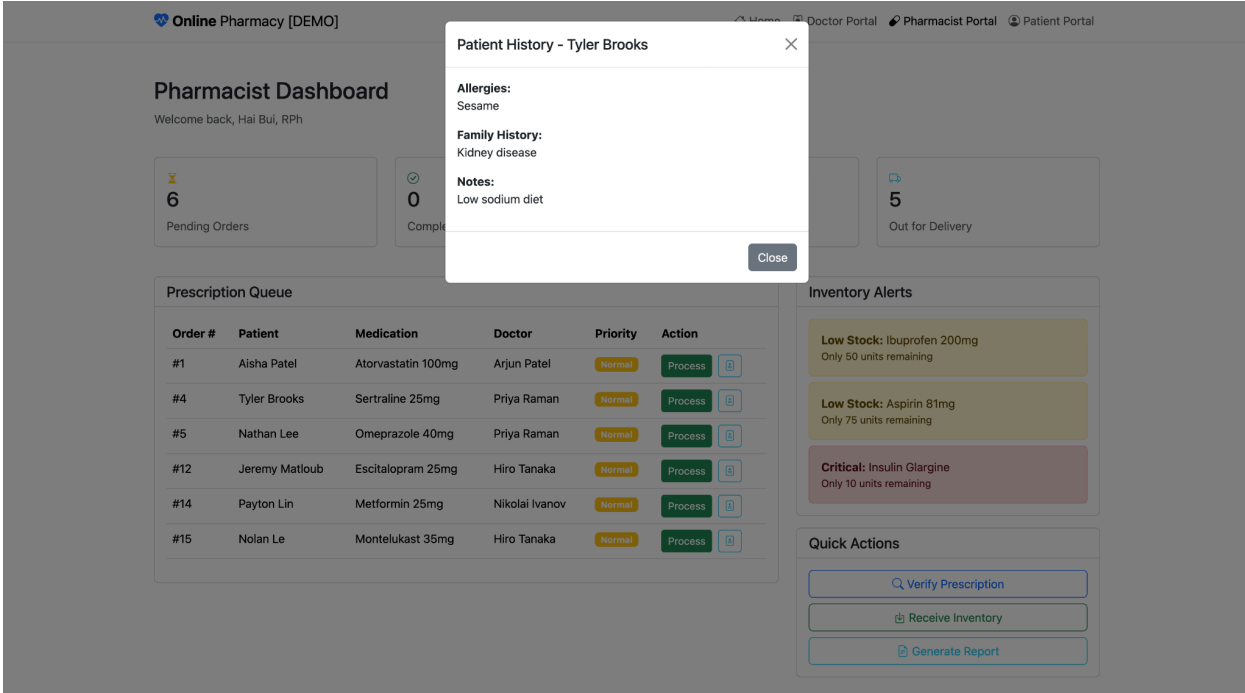 Online Pharmacy [DEMO]
Home Doctor Portal Pharmacist Portal Patient Portal
Patient History - Tyler Brooks
Allergies:
Sesame
Family History:
Kidney disease
Notes:
Low sodium diet
Close
Pharmacist Dashboard
Welcome back, Hai Bui, RPh
6
Pending Orders
0
5
Out for Delivery
Prescription Queue
Order # Patient Medication Doctor Priority Action
#1 Aisha Patel Atorvastatin 100mg Arjun Patel Normal Process
#4 Tyler Brooks Sertraline 25mg Priya Raman Normal Process
#5 Nathan Lee Omeprazole 40mg Priya Raman Normal Process
#12 Jeremy Matloub Escitalopram 25mg Hiro Tanaka Normal Process
#14 Payton Lin Metformin 25mg Nikolai Ivanov Normal Process
#15 Nolan Le Montelukast 35mg Hiro Tanaka Normal Process
Inventory Alerts
Low Stock: Ibuprofen 200mg
Only 50 units remaining
Low Stock: Aspirin 81mg
Only 75 units remaining
Critical: Insulin Glargine
Only 10 units remaining
Quick Actions
Verify Prescription
Receive Inventory
Generate Report